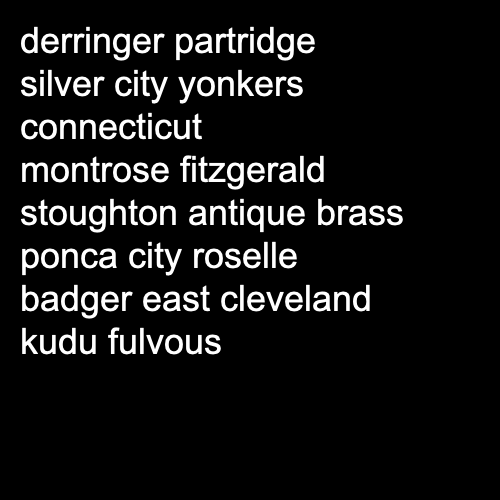 derringer partridge
silver city yonkers
connecticut
montrose fitzgerald
stoughton antique brass
ponca city roselle
badger east cleveland
kudu fulvous